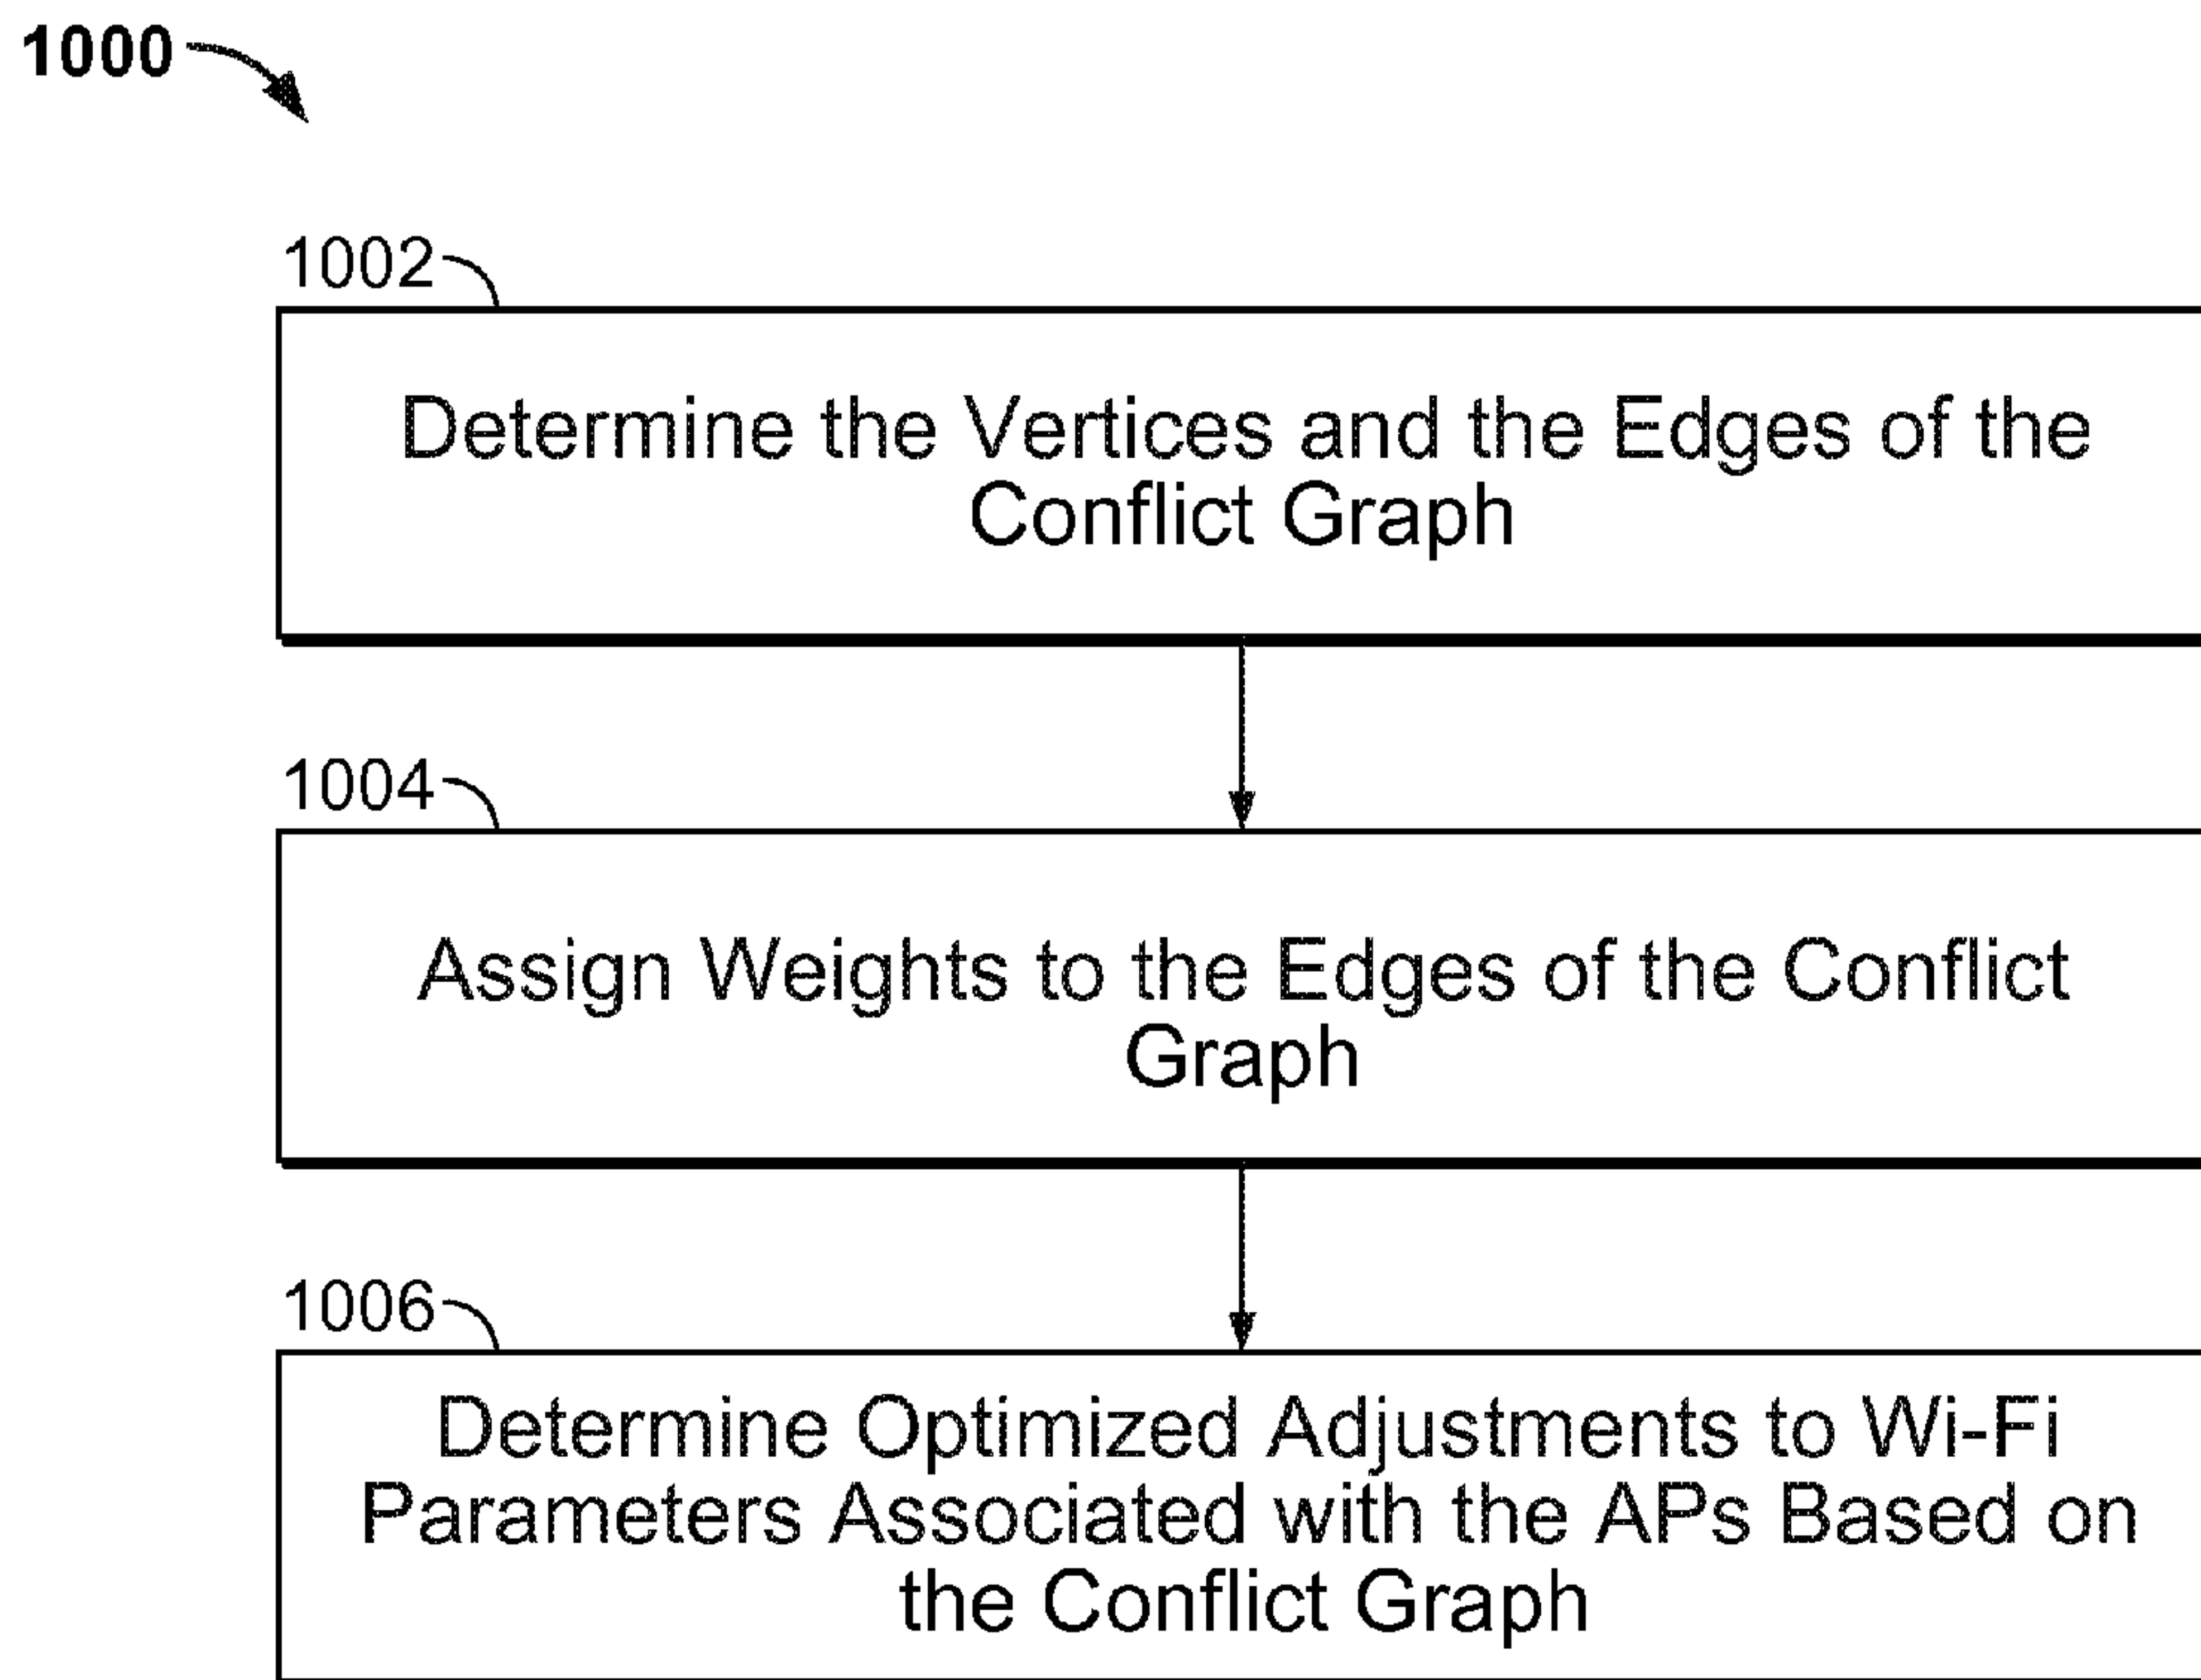 1000
1002
Determine the Vertices and the Edges of the
Conflict Graph
1004
Assign Weights to the Edges of the Conflict
Graph
1006
Determine Optimized Adjustments to Wi-Fi
Parameters Associated with the APs Based on
the Conflict Graph